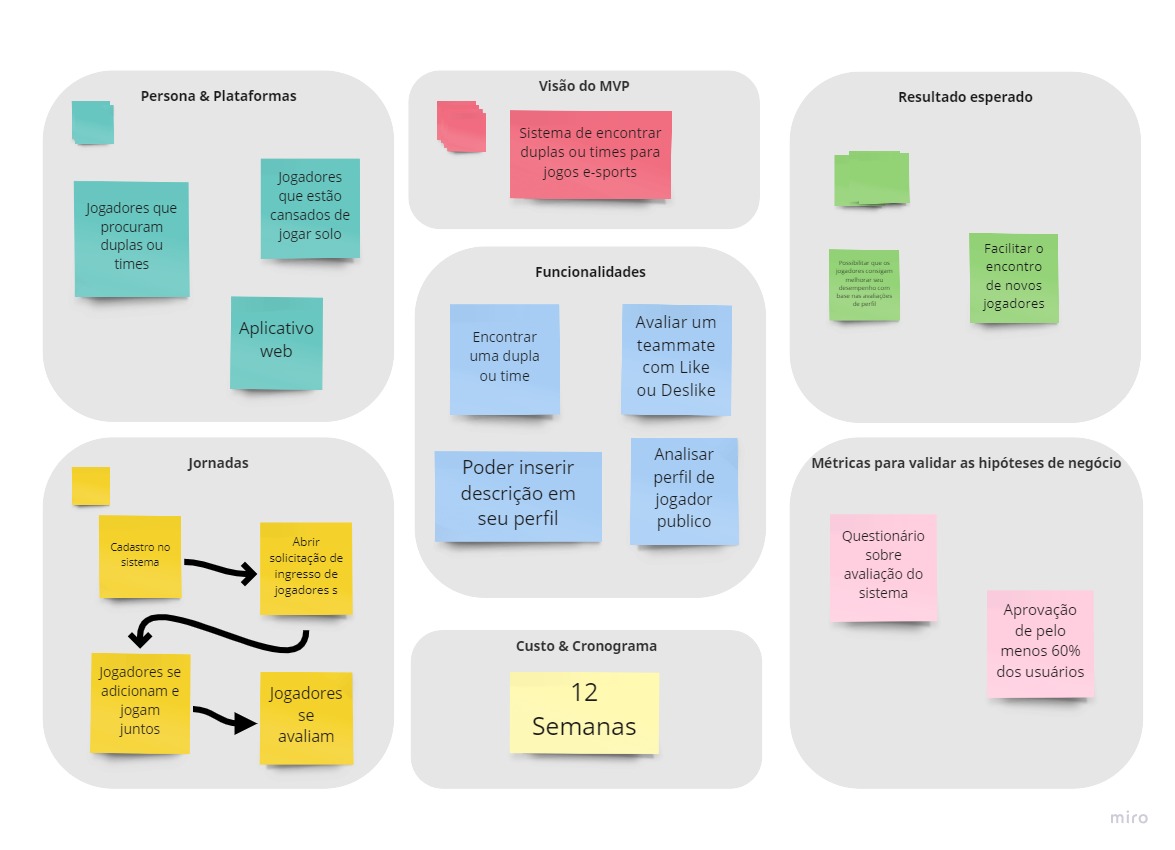 Persona & Plataformas
Jogadores que
procuram
duplas ou
times
Jogadores
que estão
cansados de
jogar solo
Aplicativo
web
Visão do MVP
Sistema de encontrar
duplas ou times para
jogos e-sports
Resultado esperado
Possibilitar que os
jogadores consigam
melhorar seu
desempenho com
base nas avaliações
de perfil
Facilitar o
encontro
de novos
jogadores
Funcionalidades
Encontrar
uma dupla
ou time
Avaliar um
teammate
com Like
ou Deslike
Poder inserir
descrição em
seu perfil
Analisar
perfil de
jogador
publico
Jornadas
Cadastro no
sistema
Abrir
solicitação de
ingresso de
jogadores s
Jogadores se
adicionam e
jogam
juntos
Jogadores
se
avaliam
Custo & Cronograma
12
Semanas
Métricas para validar as hipóteses de negócio
Questionário
sobre
avaliação do
sistema
Aprovação
de pelo
menos 60%
dos usuários
miro